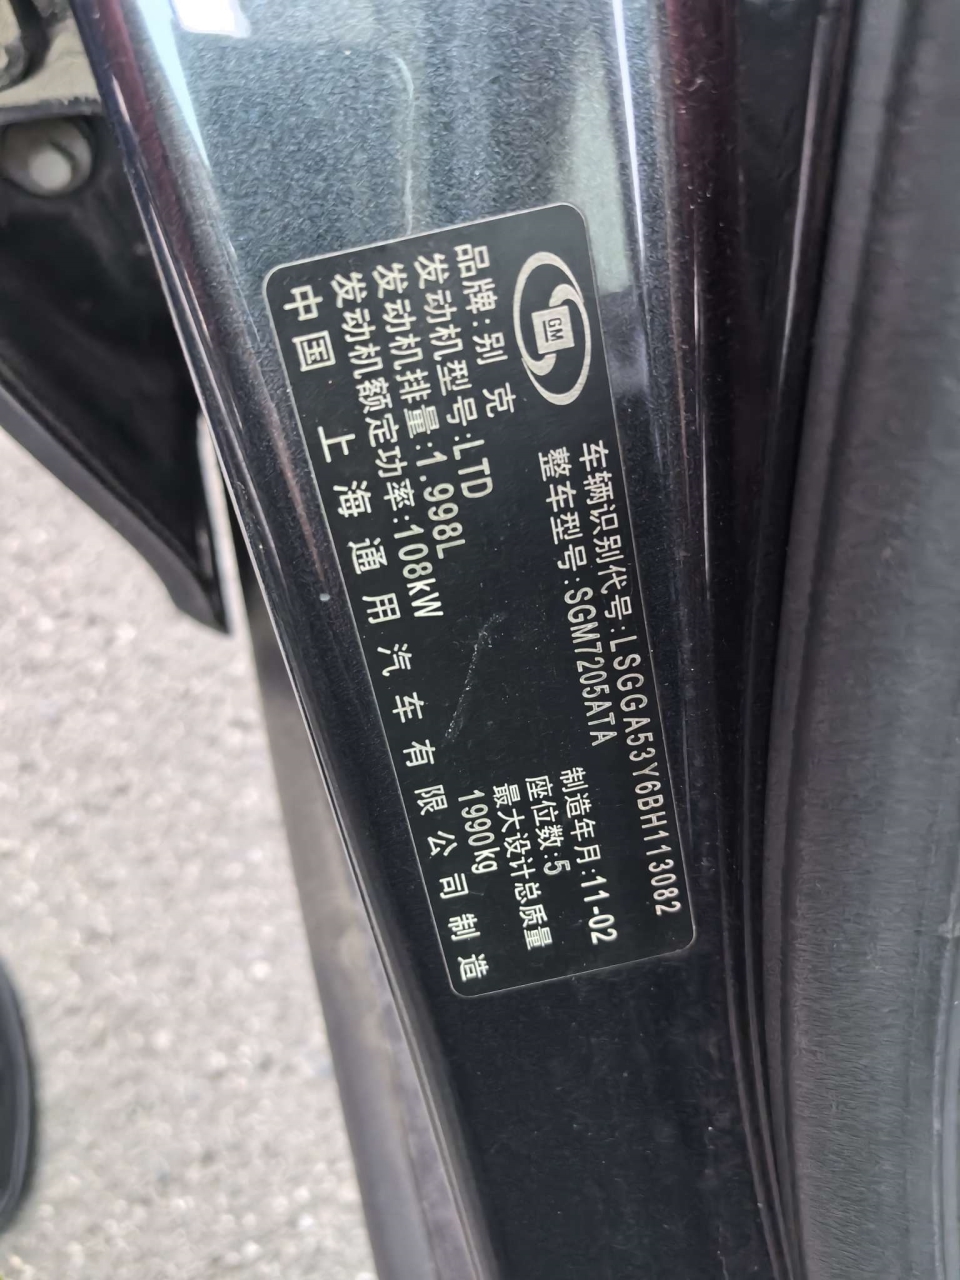 GM
车辆识别代号:LSGGA53Y6BH113082
整车型号:SGM7205ATA
品牌:别克
制造年月:11-02
发动机型号:LTD
座位数:5
发动机排量:1.998L
最大设计总质量
发动机额定功率:108kW
1990kg
中国 上海通用汽车有限公司制造